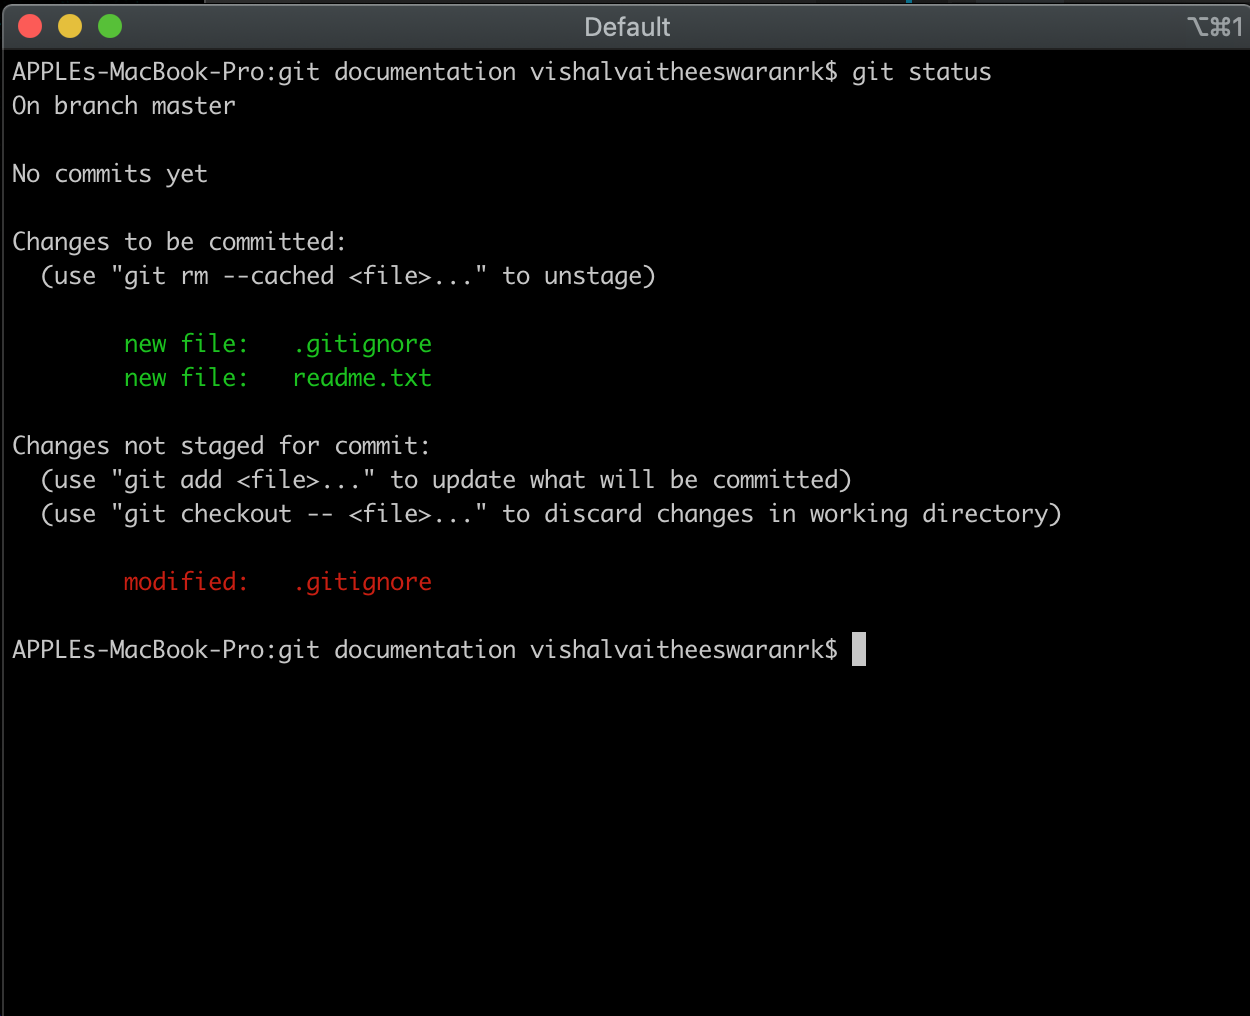 Default
⌥⌘1
APPLEs-MacBook-Pro:git documentation vishalvaitheeswaranrk$ git status
On branch master
No commits yet
Changes to be committed:
  (use "git rm --cached <file>..." to unstage)
        new file:   .gitignore
        new file:   readme.txt
Changes not staged for commit:
  (use "git add <file>..." to update what will be committed)
  (use "git checkout -- <file>..." to discard changes in working directory)
        modified:   .gitignore
APPLEs-MacBook-Pro:git documentation vishalvaitheeswaranrk$